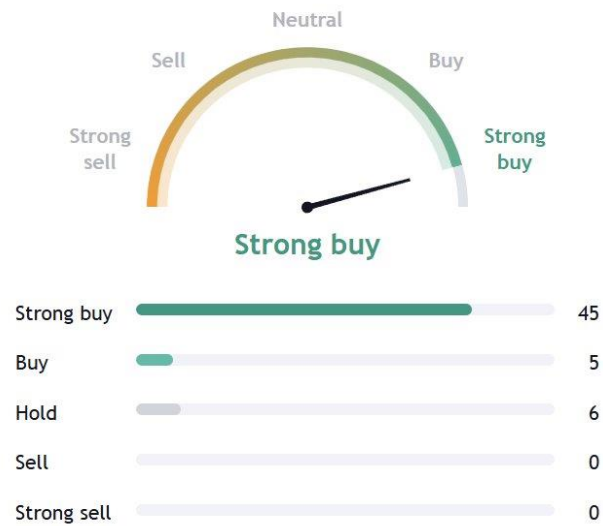 Neutral
Sell
Buy
Strong
sell
Strong
buy
Strong buy
Strong buy 45
Buy 5
Hold 6
Sell 0
Strong sell 0